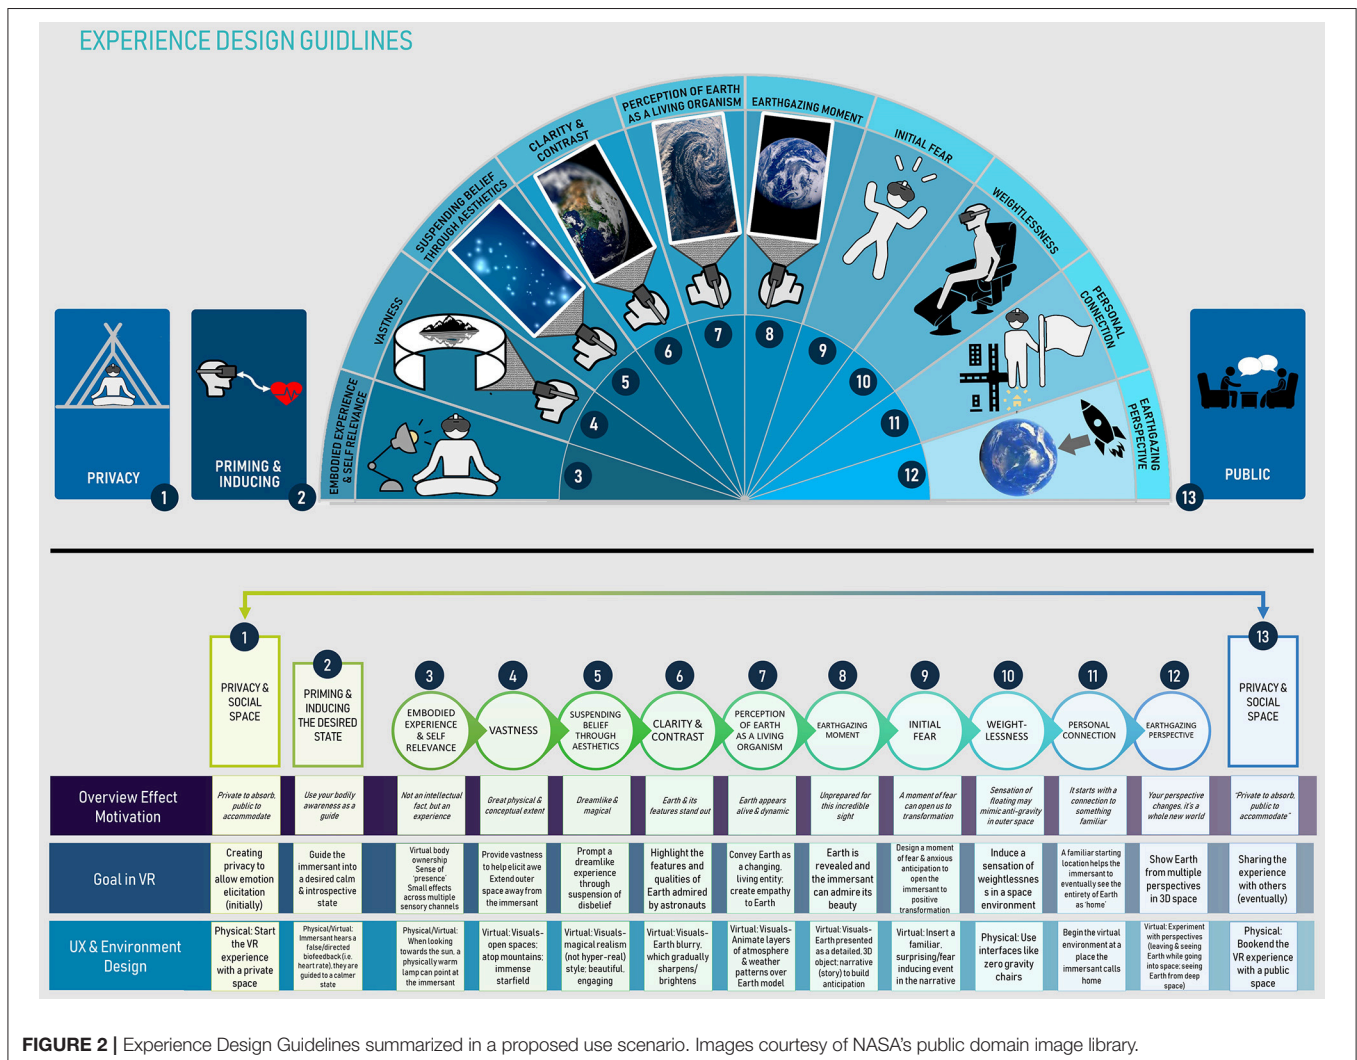 EXPERIENCE DESIGN GUIDLINES
PRIVACY
1
PRIMING &
INDUCING
2
EMBODIED EXPERIENCE
& SELF RELEVANCE
3
VASTNESS
4
SUSPENDING BELIEF
THROUGH AESTHETICS
5
CLARITY &
CONTRAST
6
PERCEPTION OF EARTH
AS A LIVING ORGANISM
7
EARTHGAZING MOMENT
8
INITIAL FEAR
9
WEIGHTLESSNESS
10
PERSONAL
CONNECTION
11
EARTHGAZING
PERSPECTIVE
12
PUBLIC
13
1
PRIVACY &
SOCIAL
SPACE
2
PRIMING &
INDUCING
THE DESIRED
STATE
3
EMBODIED
EXPERIENCE
& SELF
RELEVANCE
4
VASTNESS
5
SUSPENDING
BELIEF
THROUGH
AESTHETICS
6
CLARITY &
CONTRAST
7
PERCEPTION
OF EARTH
AS A LIVING
ORGANISM
8
EARTHGAZING
MOMENT
9
INITIAL
FEAR
10
WEIGHT-
LESSNESS
11
PERSONAL
CONNECTION
12
EARTHGAZING
PERSPECTIVE
13
PRIVACY &
SOCIAL
SPACE
Overview Effect
Motivation
Private to absorb,
public to
accommodate
Use your bodily
awareness as a
guide
Not an intellectual
fact, but an
experience
Great physical &
conceptual extent
Dreamlike &
magical
Earth & its
features stand out
Earth appears
alive & dynamic
Unprepared for
this incredible
sight
A moment of fear
can open us to
transformation
Sensation of
floating may
mimic anti-gravity
in outer space
It starts with a
connection to
something
familiar
Your perspective
changes, it's a
whole new world
"Private to absorb,
public to
accommodate"
Goal in VR
Creating
privacy to
allow emotion
elicitation
(initially)
Guide the
immersant into
a desired calm
& introspective
state
Virtual body
ownership
Sense of
'presence'
Small effects
across multiple
sensory channels
Provide vastness
to help elicit awe
Extend outer
space away from
the immersant
Prompt a
dreamlike
experience
through
suspension of
disbelief
Highlight the
features and
qualities of
Earth admired
by astronauts
Convey Earth as
a changing,
living entity;
create empathy
to Earth
Earth is
revealed and
the immersant
can admire its
beauty
Design a moment
of fear & anxious
anticipation to
open the
immersant to
positive
transformation
Induce a
sensation of
weightlessnes
s in a space
environment
A familiar starting
location helps the
immersant to
eventually see the
entirety of Earth
as 'home'
Show Earth
from multiple
perspectives
in 3D space
Sharing the
experience
with others
(eventually)
UX & Environment
Design
Physical: Start
the VR
experience
with a private
space
Physical/Virtual:
Immersant hears a
false/directed
biofeedback (i.e.
heart rate), they are
guided to a calmer
state
Physical/Virtual:
When looking
towards the sun, a
physically warm
lamp can point at
the immersant
Virtual: Visuals-
open spaces;
atop mountains;
immense
starfield
Virtual: Visuals-
magical realism
(not hyper-real)
style; beautiful,
engaging
Virtual: Visuals-
Earth blurry,
which gradually
sharpens/
brightens
Virtual: Visuals-
Animate layers
of atmosphere
& weather
patterns over
Earth model
Virtual: Visuals-
Earth presented
as a detailed, 3D
object; narrative
(story) to build
anticipation
Virtual: Insert a
familiar,
surprising/fear
inducing event
in the narrative
Physical: Use
interfaces like
zero gravity
chairs
Begin the virtual
environment at a
place the
immersant calls
home
Virtual: Experiment
with perspectives
(leaving & seeing
Earth while going
into space; seeing
Earth from deep
space)
Physical:
Bookend the
VR experience
with a public
space
FIGURE 2 | Experience Design Guidelines summarized in a proposed use scenario. Images courtesy of NASA's public domain image library.